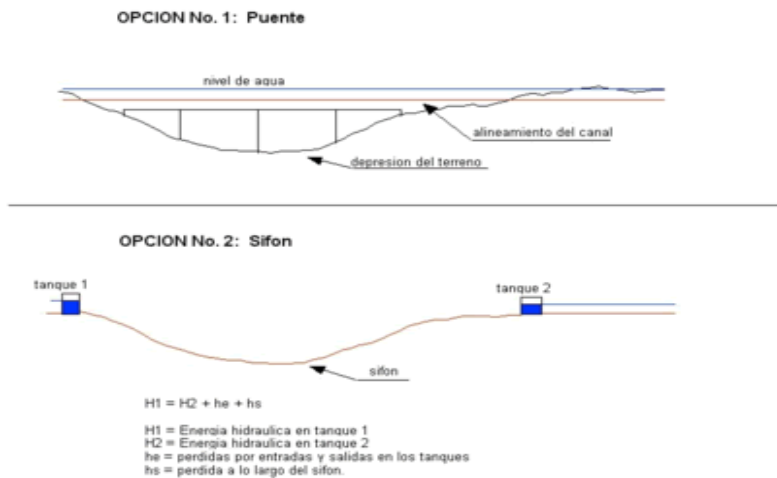 OPCION No. 1: Puente
nivel de agua
alineamiento del canal
depresion del terreno
OPCION No. 2: Sifon
tanque 1
tanque 2
sifon
H1 = H2 + he + hs
H1 = Energia hidraulica en tanque 1
H2 = Energia hidraulica en tanque 2
he = perdidas por entradas y salidas en los tanques
hs = perdida a lo largo del sifon.